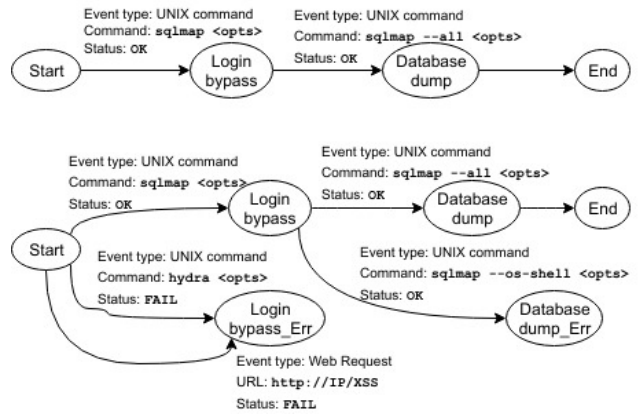 Event type: UNIX command
Command: sqlmap <opts>
Status: OK
Event type: UNIX command
Command: sqlmap --all <opts>
Status: OK
Start
Login
bypass
Database
dump
End
Event type: UNIX command
Command: sqlmap <opts>
Status: OK
Event type: UNIX command
Command: sqlmap --all <opts>
Status: OK
Login
bypass
Database
dump
End
Start
Event type: UNIX command
Command: hydra <opts>
Status: FAIL
Event type: UNIX command
Command: sqlmap --os-shell <opts>
Status: OK
Login
bypass_Err
Database
dump_Err
Event type: Web Request
URL: http://IP/XSS
Status: FAIL